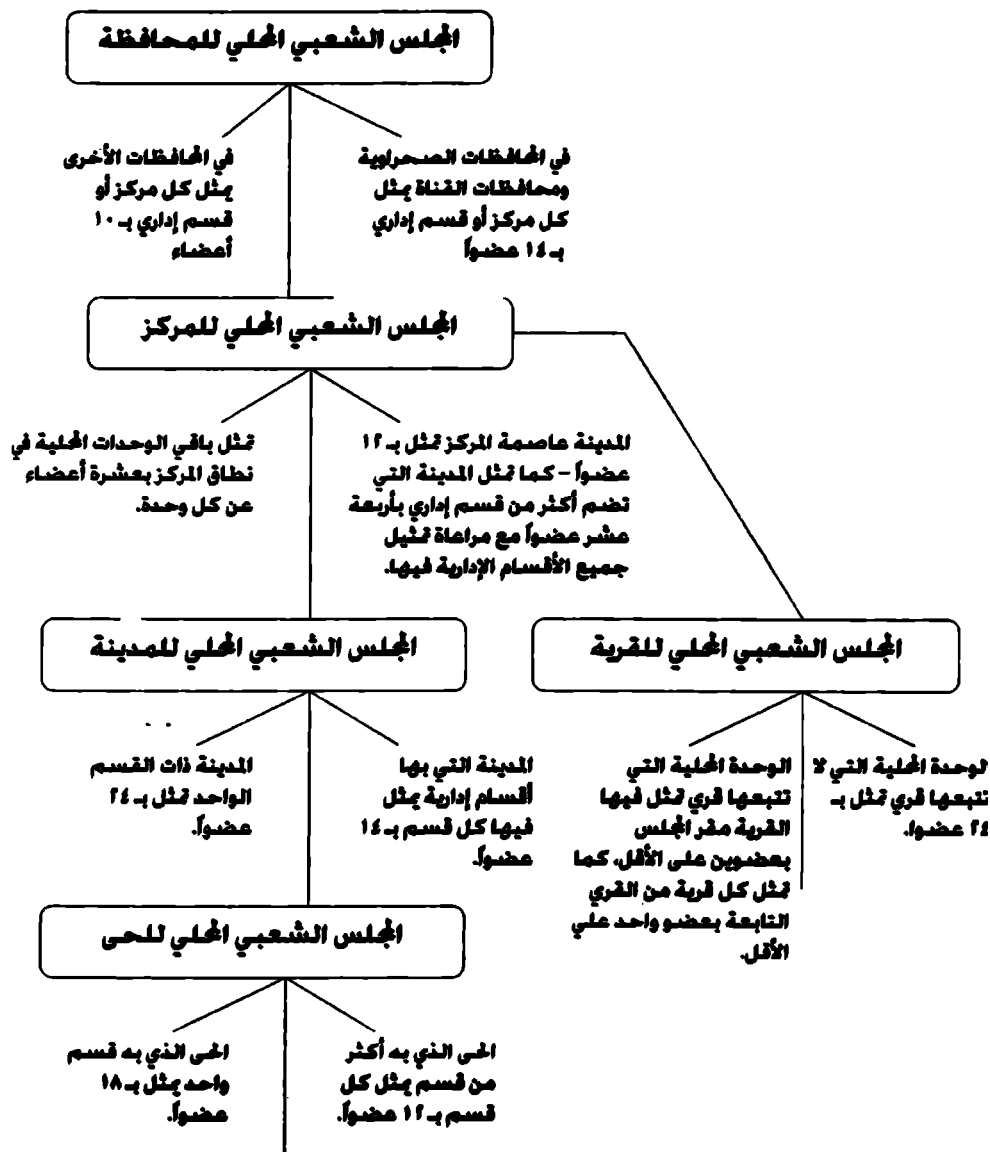 المجلس الشعبي المحلي للمحافظة
في المحافظات الصحراوية
ومحافظات القناة يمثل
كل مركز أو قسم إداري
بـ ١٤ عضواً
في المحافظات الأخرى
يمثل كل مركز أو
قسم إداري بـ ١٠
أعضاء
المجلس الشعبي المحلي للمركز
المدينة عاصمة المركز تمثل بـ ١٢
عضواً – كما تمثل المدينة التي
تضم أكثر من قسم إداري بأربعة
عشر عضواً مع مراعاة تمثيل
جميع الأقسام الإدارية فيها.
تمثل باقي الوحدات المحلية في
نطاق المركز بعشرة أعضاء
عن كل وحدة.
المجلس الشعبي المحلي للقرية
الوحدة المحلية التي لا
تتبعها قري تمثل بـ
٢٤ عضوا.
الوحدة المحلية التي
تتبعها قري تمثل فيها
القرية مقر المجلس
بعضوين على الأقل، كما
تمثل كل قرية من القري
التابعة بعضو واحد علي
الأقل.
المجلس الشعبي المحلي للمدينة
المدينة التي بها
أقسام إدارية يمثل
فيها كل قسم بـ ١٤
عضواً.
المدينة ذات القسم
الواحد تمثل بـ ٢٤
عضواً.
المجلس الشعبي المحلي للحى
الحى الذي به أكثر
من قسم يمثل كل
قسم بـ ١٢ عضواً.
الحى الذي به قسم
واحد يمثل بـ ١٨
عضواً.